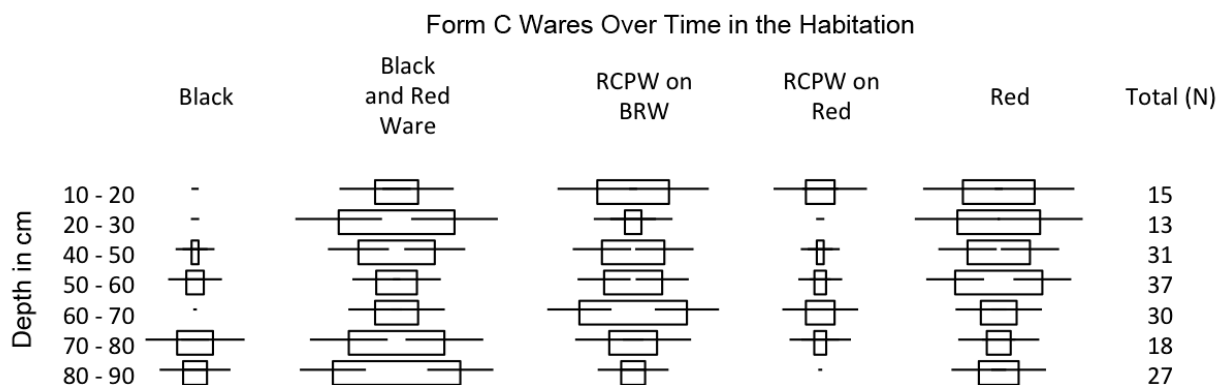 Form C Wares Over Time in the Habitation
Black
Black
and Red
Ware
RCPW on
BRW
RCPW on
Red
Red
Total (N)
Depth in cm
10 - 20 15
20 - 30 13
40 - 50 31
50 - 60 37
60 - 70 30
70 - 80 18
80 - 90 27